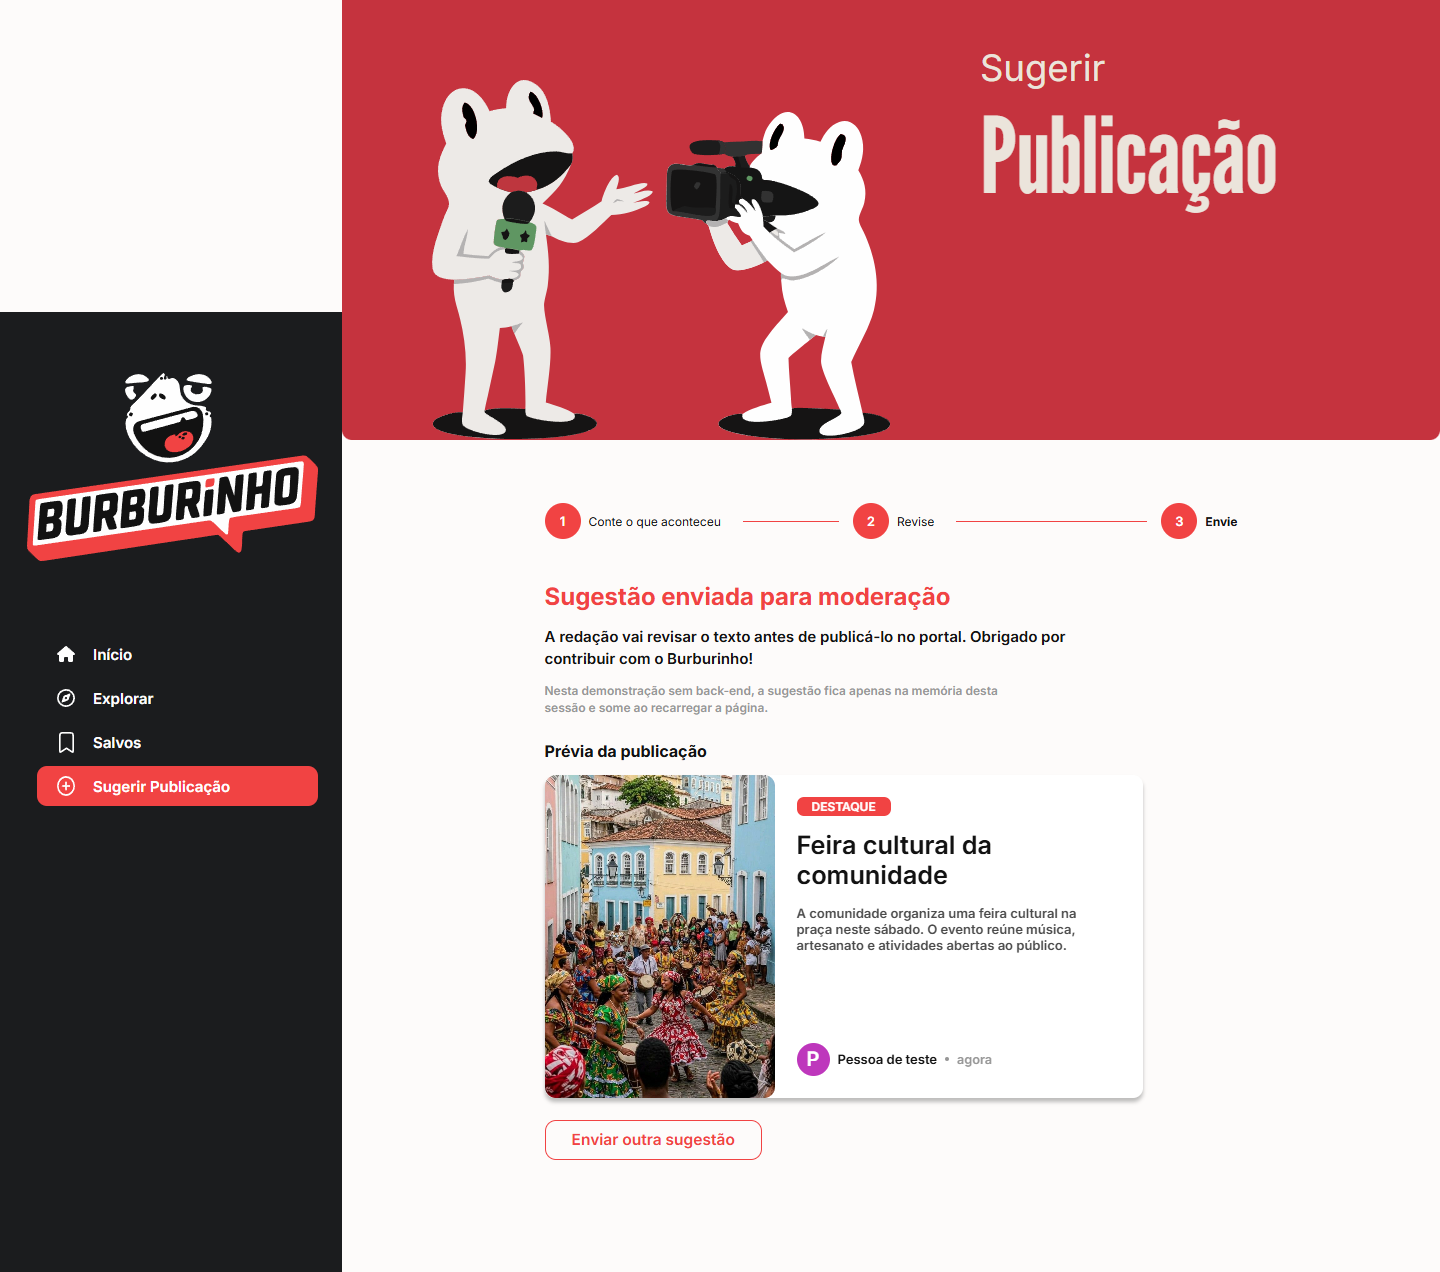 Sugerir
Publicação
BURBURiNHO
Início
Explorar
Salvos
Sugerir Publicação
1 Conte o que aconteceu 2 Revise 3 Envie
Sugestão enviada para moderação
A redação vai revisar o texto antes de publicá-lo no portal. Obrigado por
contribuir com o Burburinho!
Nesta demonstração sem back-end, a sugestão fica apenas na memória desta
sessão e some ao recarregar a página.
Prévia da publicação
DESTAQUE
Feira cultural da
comunidade
A comunidade organiza uma feira cultural na
praça neste sábado. O evento reúne música,
artesanato e atividades abertas ao público.
P Pessoa de teste • agora
Enviar outra sugestão